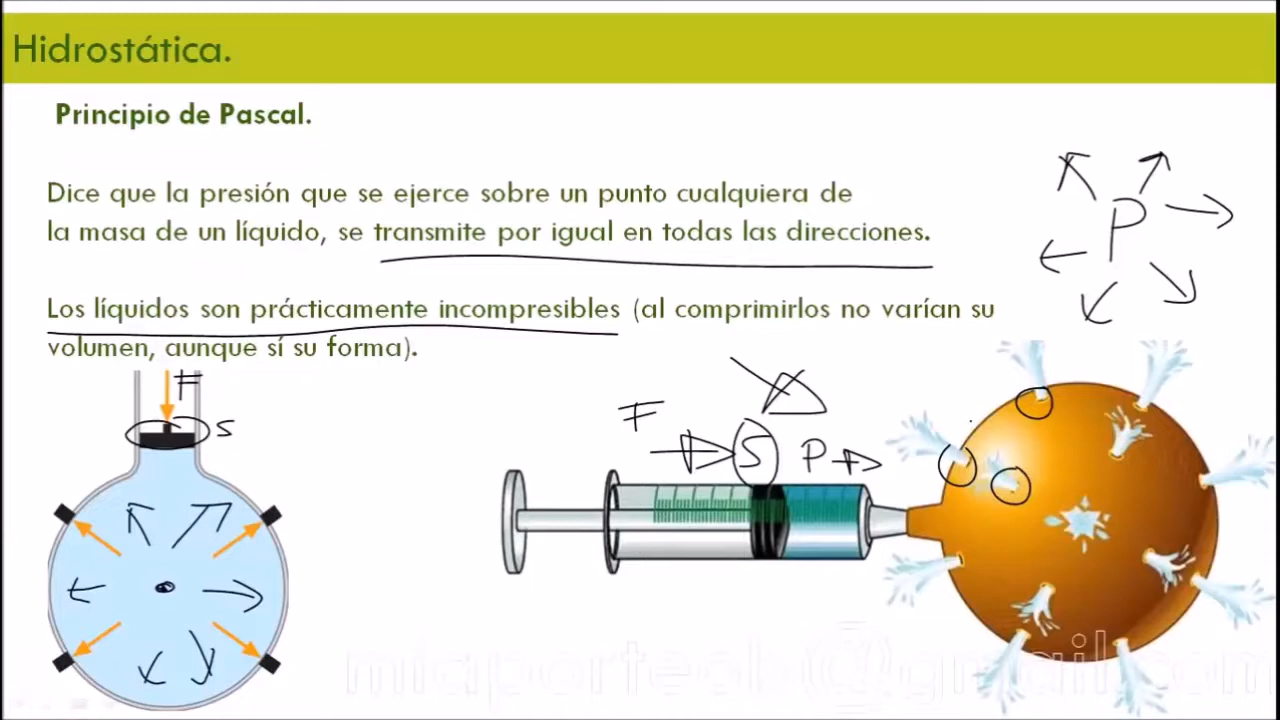 Hidrostática.
Principio de Pascal.
Dice que la presión que se ejerce sobre un punto cualquiera de
la masa de un líquido, se transmite por igual en todas las direcciones.
P
Los líquidos son prácticamente incompresibles (al comprimirlos no varían su
volumen, aunque sí su forma).
F
S
F
S P